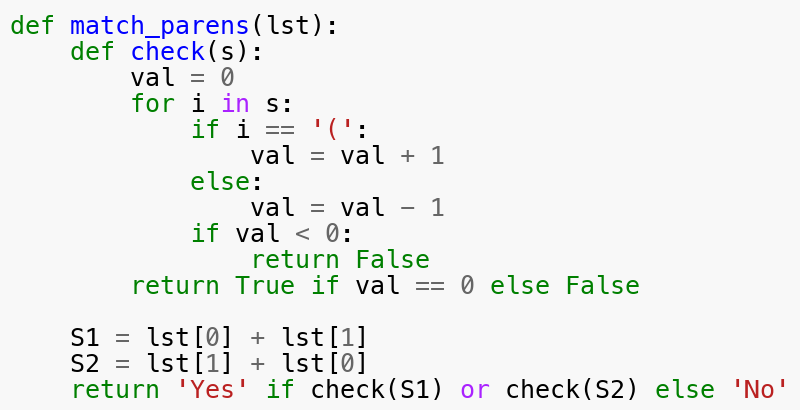 def match_parens(lst):
    def check(s):
        val = 0
        for i in s:
            if i == '(':
                val = val + 1
            else:
                val = val - 1
            if val < 0:
                return False
        return True if val == 0 else False

    S1 = lst[0] + lst[1]
    S2 = lst[1] + lst[0]
    return 'Yes' if check(S1) or check(S2) else 'No'